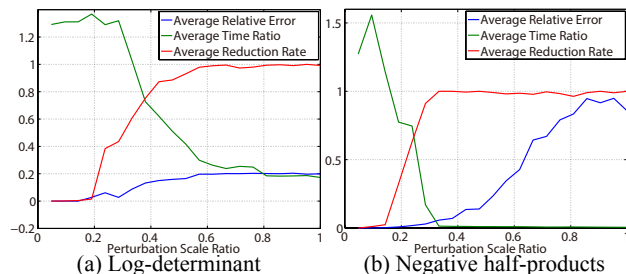 Average Relative Error
Average Time Ratio
Average Reduction Rate
1.2
1
0.8
0.6
0.4
0.2
0
−0.2
0 0.2 0.4 0.6 0.8 1
Perturbation Scale Ratio
(a) Log-determinant
Average Relative Error
Average Time Ratio
Average Reduction Rate
1.5
1
0.5
0
0 0.2 0.4 0.6 0.8 1
Perturbation Scale Ratio
(b) Negative half-products